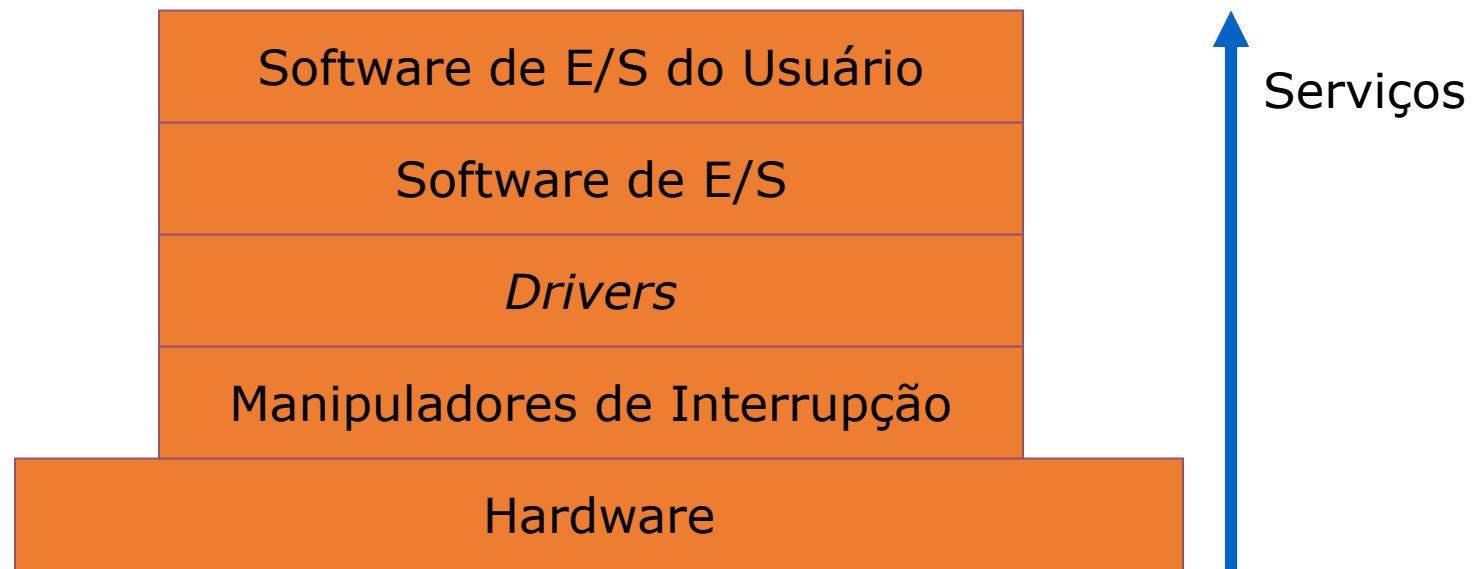 Software de E/S do Usuário
Serviços
Software de E/S
Drivers
Manipuladores de Interrupção
Hardware